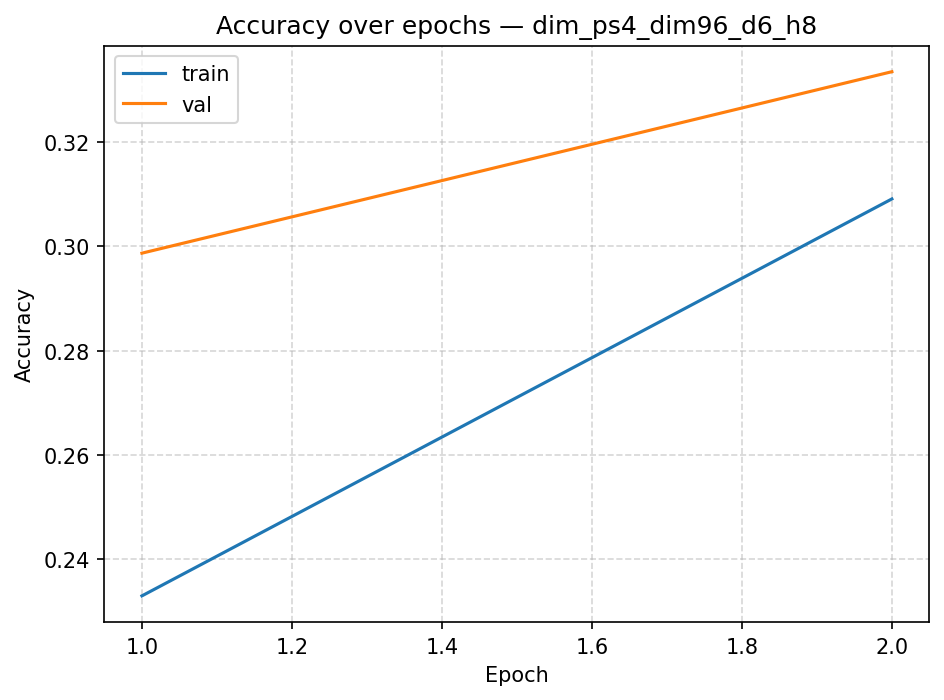 Accuracy over epochs — dim_ps4_dim96_d6_h8
train
val
Accuracy
0.32
0.30
0.28
0.26
0.24
1.0 1.2 1.4 1.6 1.8 2.0
Epoch